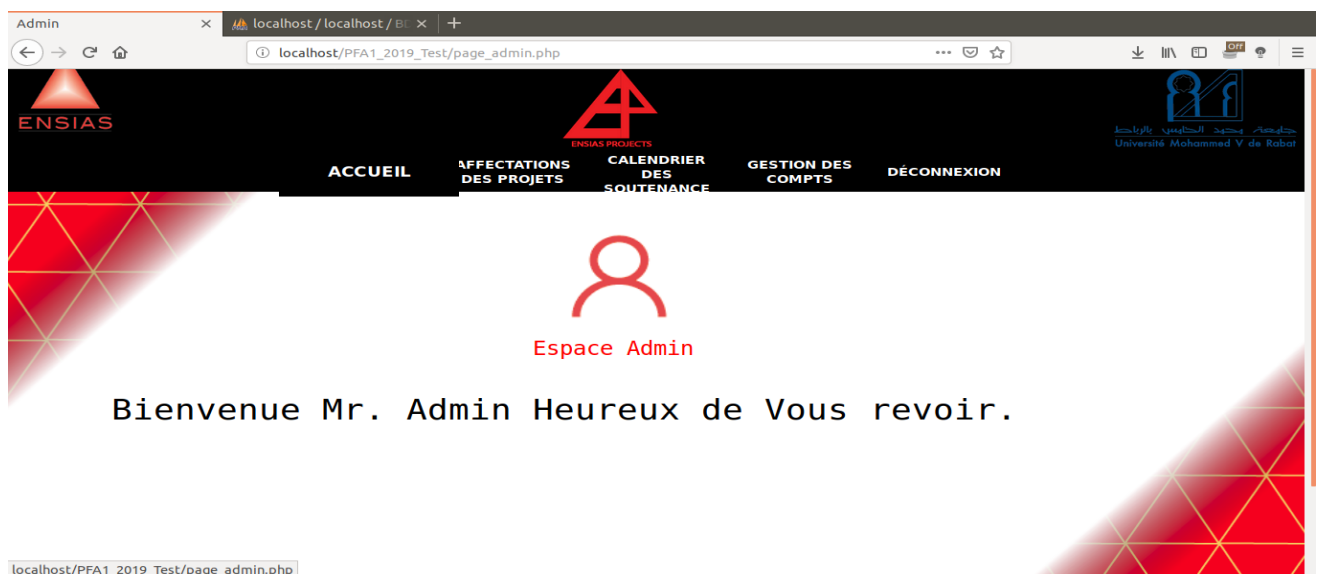 Admin
localhost / localhost / BD
localhost/PFA1_2019_Test/page_admin.php
Off
ENSIAS
ENSIAS PROJECTS
جامعة محمد الخامس بالرباط
Université Mohammed V de Rabat
ACCUEIL
AFFECTATIONS
DES PROJETS
CALENDRIER
DES
SOUTENANCE
GESTION DES
COMPTS
DÉCONNEXION
Espace Admin
Bienvenue Mr. Admin Heureux de Vous revoir.
localhost/PFA1_2019_Test/page_admin.php